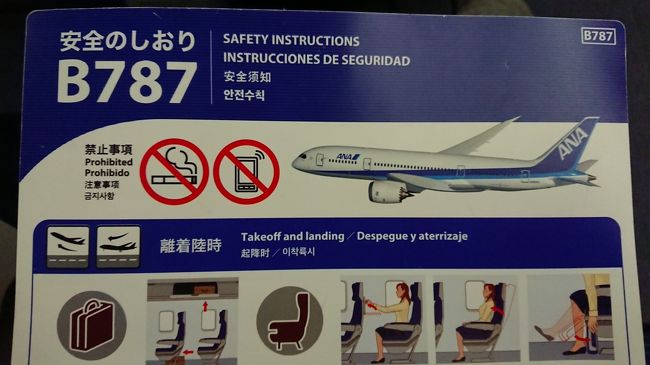 安全のしおり
B787
SAFETY INSTRUCTIONS
INSTRUCCIONES DE SEGURIDAD
安全须知
안전수칙
B787
禁止事項
Prohibited
Prohibido
注意事项
금지사항
ANA
ANA
離着陸時
Takeoff and landing / Despegue y aterrizaje
起降时 / 이착륙시